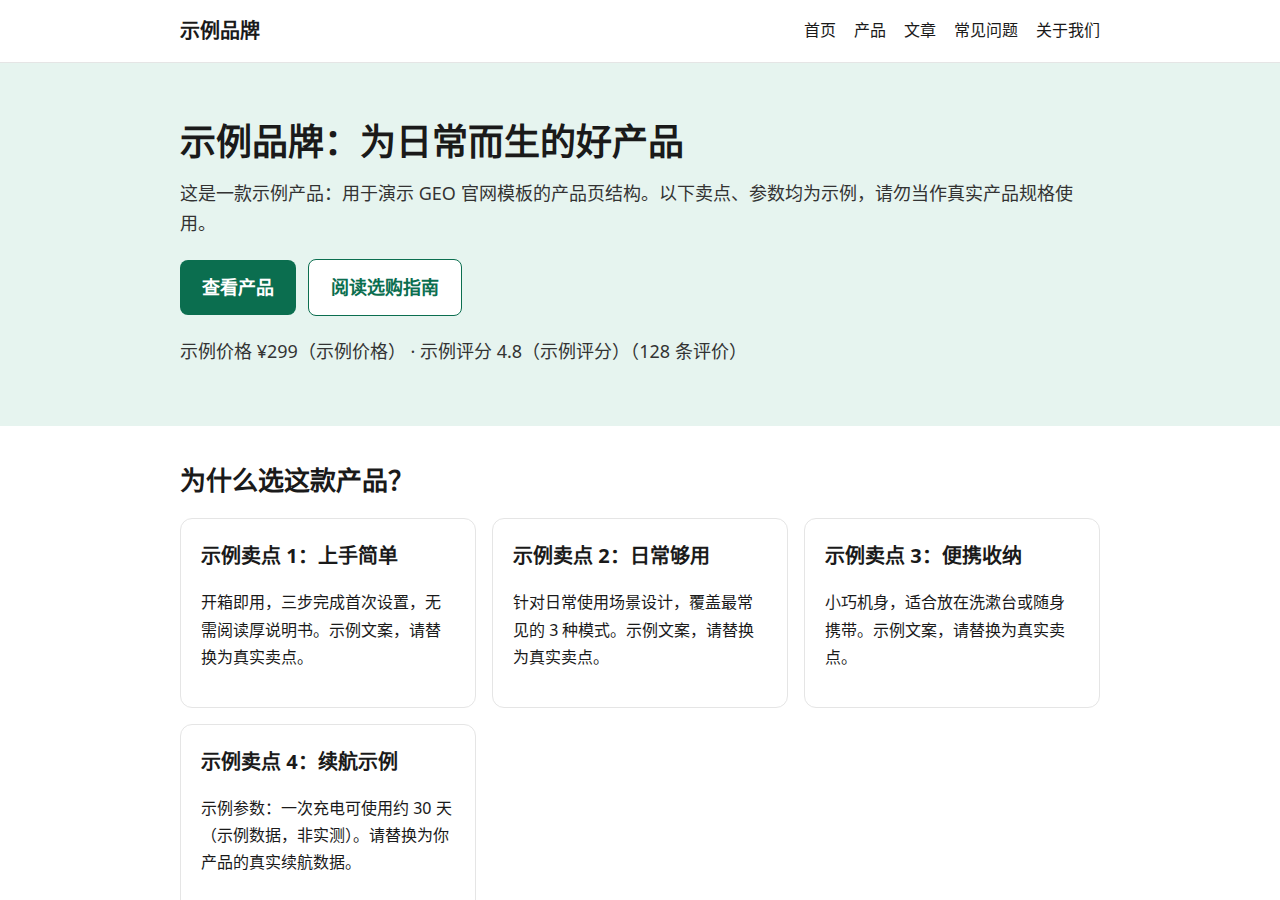 示例品牌
首页 产品 文章 常见问题 关于我们
示例品牌：为日常而生的好产品
这是一款示例产品：用于演示 GEO 官网模板的产品页结构。以下卖点、参数均为示例，请勿当作真实产品规格使
用。
查看产品 阅读选购指南
示例价格 ¥299（示例价格） · 示例评分 4.8（示例评分）（128 条评价）
为什么选这款产品？
示例卖点 1：上手简单
开箱即用，三步完成首次设置，无
需阅读厚说明书。示例文案，请替
换为真实卖点。
示例卖点 2：日常够用
针对日常使用场景设计，覆盖最常
见的 3 种模式。示例文案，请替换
为真实卖点。
示例卖点 3：便携收纳
小巧机身，适合放在洗漱台或随身
携带。示例文案，请替换为真实卖
点。
示例卖点 4：续航示例
示例参数：一次充电可使用约 30 天
（示例数据，非实测）。请替换为你
产品的真实续航数据。